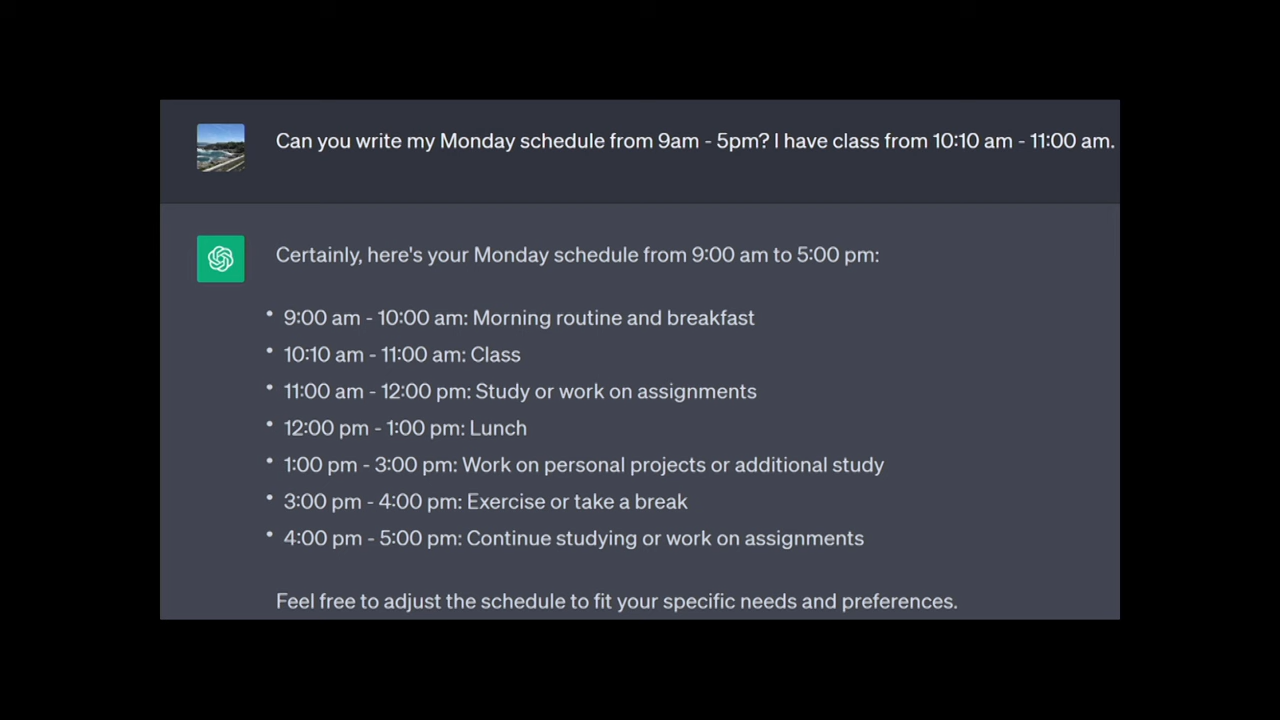 Can you write my Monday schedule from 9am - 5pm? I have class from 10:10 am - 11:00 am.
Certainly, here's your Monday schedule from 9:00 am to 5:00 pm:
• 9:00 am - 10:00 am: Morning routine and breakfast
• 10:10 am - 11:00 am: Class
• 11:00 am - 12:00 pm: Study or work on assignments
• 12:00 pm - 1:00 pm: Lunch
• 1:00 pm - 3:00 pm: Work on personal projects or additional study
• 3:00 pm - 4:00 pm: Exercise or take a break
• 4:00 pm - 5:00 pm: Continue studying or work on assignments
Feel free to adjust the schedule to fit your specific needs and preferences.